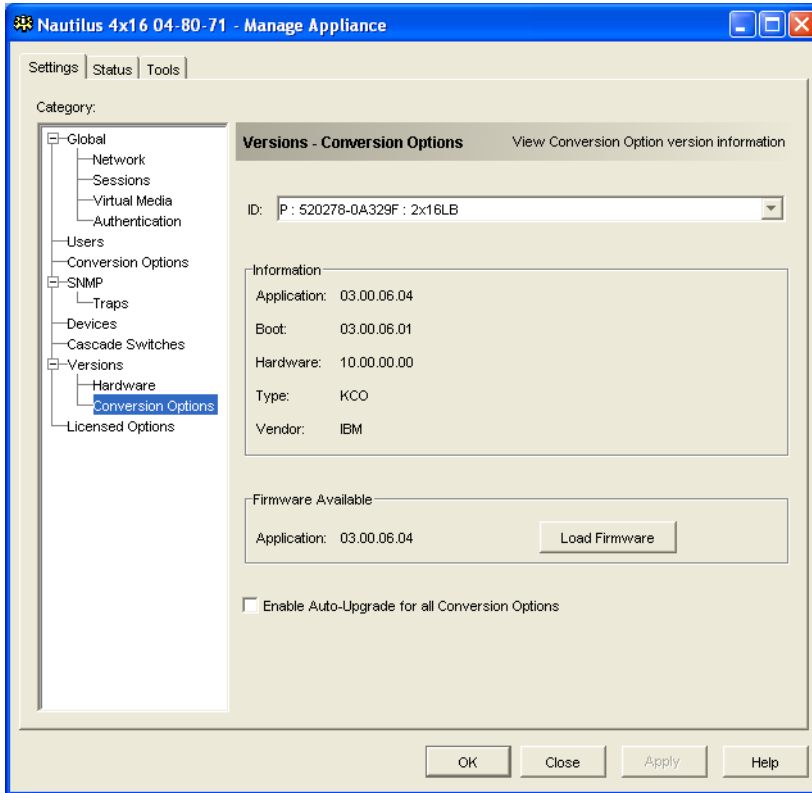 Nautilus 4x16 04-80-71 - Manage Appliance
Settings Status Tools
Category:
Global
Network
Sessions
Virtual Media
Authentication
Users
Conversion Options
SNMP
Traps
Devices
Cascade Switches
Versions
Hardware
Conversion Options
Licensed Options
Versions - Conversion Options View Conversion Option version information
ID: P : 520278-0A329F : 2x16LB
Information
Application: 03.00.06.04
Boot: 03.00.06.01
Hardware: 10.00.00.00
Type: KCO
Vendor: IBM
Firmware Available
Application: 03.00.06.04 Load Firmware
Enable Auto-Upgrade for all Conversion Options
OK Close Apply Help